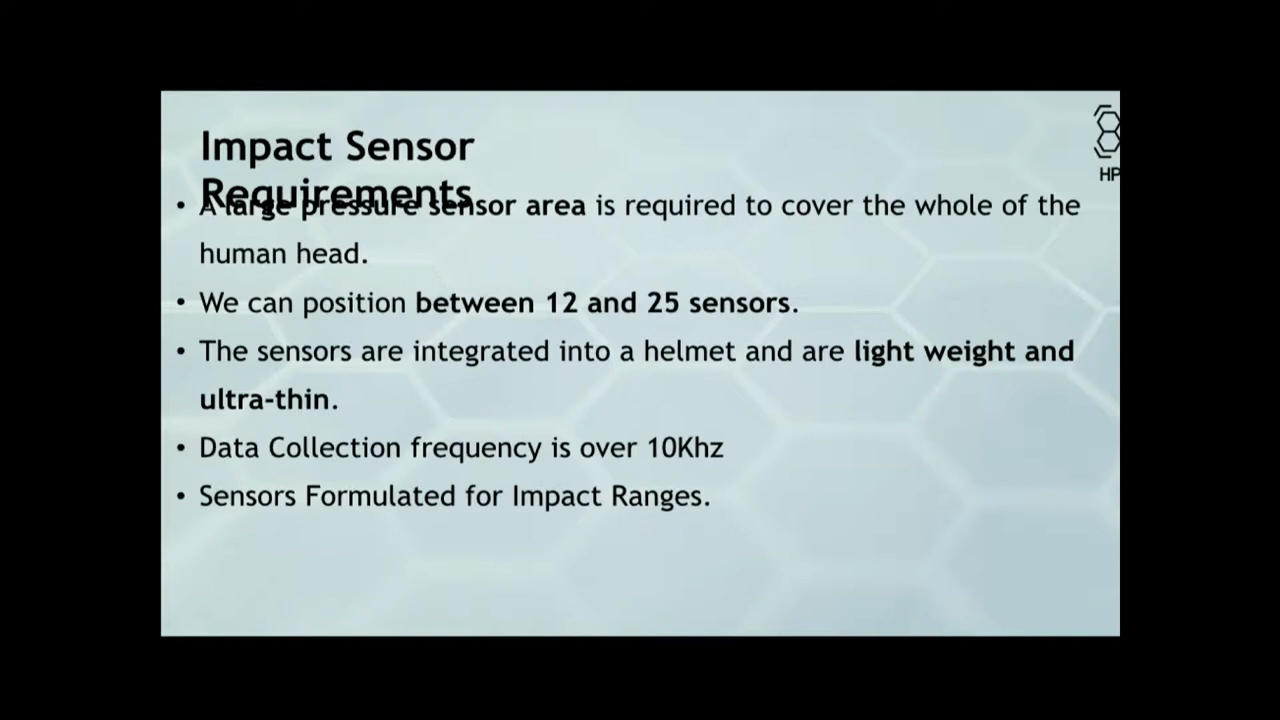 Impact Sensor
Requirements
• A large pressure sensor area is required to cover the whole of the
human head.
• We can position between 12 and 25 sensors.
• The sensors are integrated into a helmet and are light weight and
ultra-thin.
• Data Collection frequency is over 10Khz
• Sensors Formulated for Impact Ranges.
HP